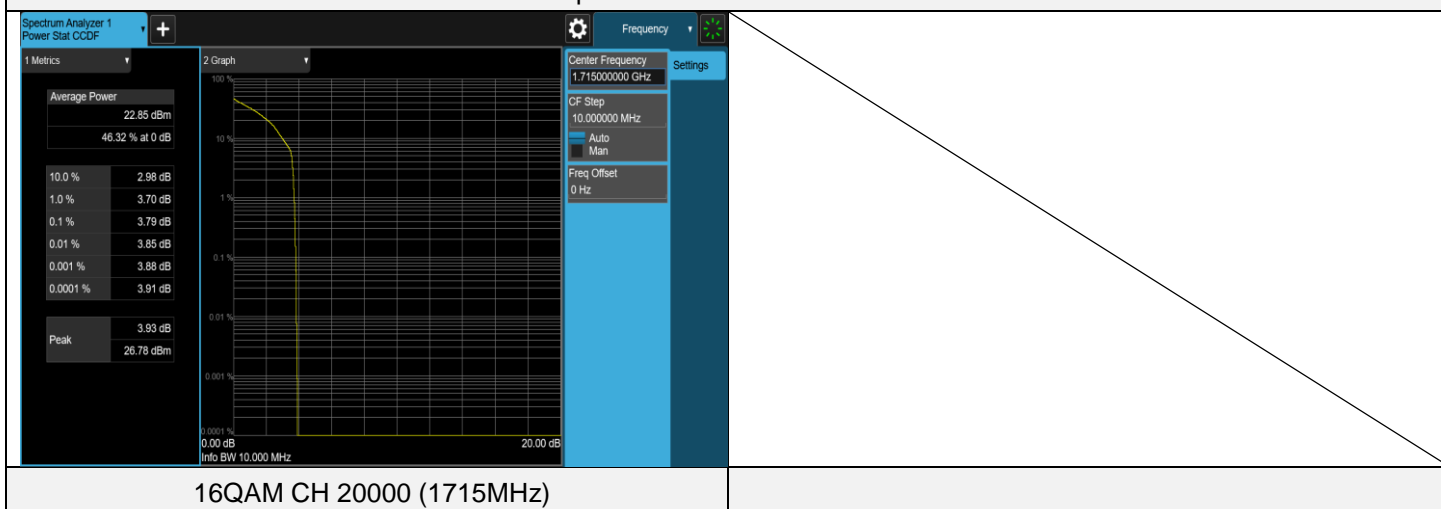 Spectrum Analyzer 1
Power Stat CCDF
+
Frequency
1 Metrics
Average Power
22.85 dBm
46.32 % at 0 dB
10.0 % 2.98 dB
1.0 % 3.70 dB
0.1 % 3.79 dB
0.01 % 3.85 dB
0.001 % 3.88 dB
0.0001 % 3.91 dB
Peak
3.93 dB
26.78 dBm
2 Graph
100 %
10 %
1 %
0.1 %
0.01 %
0.001 %
0.0001 %
0.00 dB 20.00 dB
Info BW 10.000 MHz
Center Frequency
1.715000000 GHz
CF Step
10.000000 MHz
Auto
Man
Freq Offset
0 Hz
Settings
16QAM CH 20000 (1715MHz)